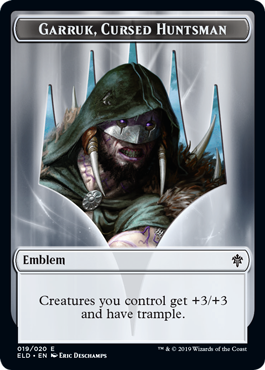 Garruk, Cursed Huntsman
Emblem
Creatures you control get +3/+3
and have trample.
019/020 E
ELD • EN Eric Deschamps
™ & © 2019 Wizards of the Coast